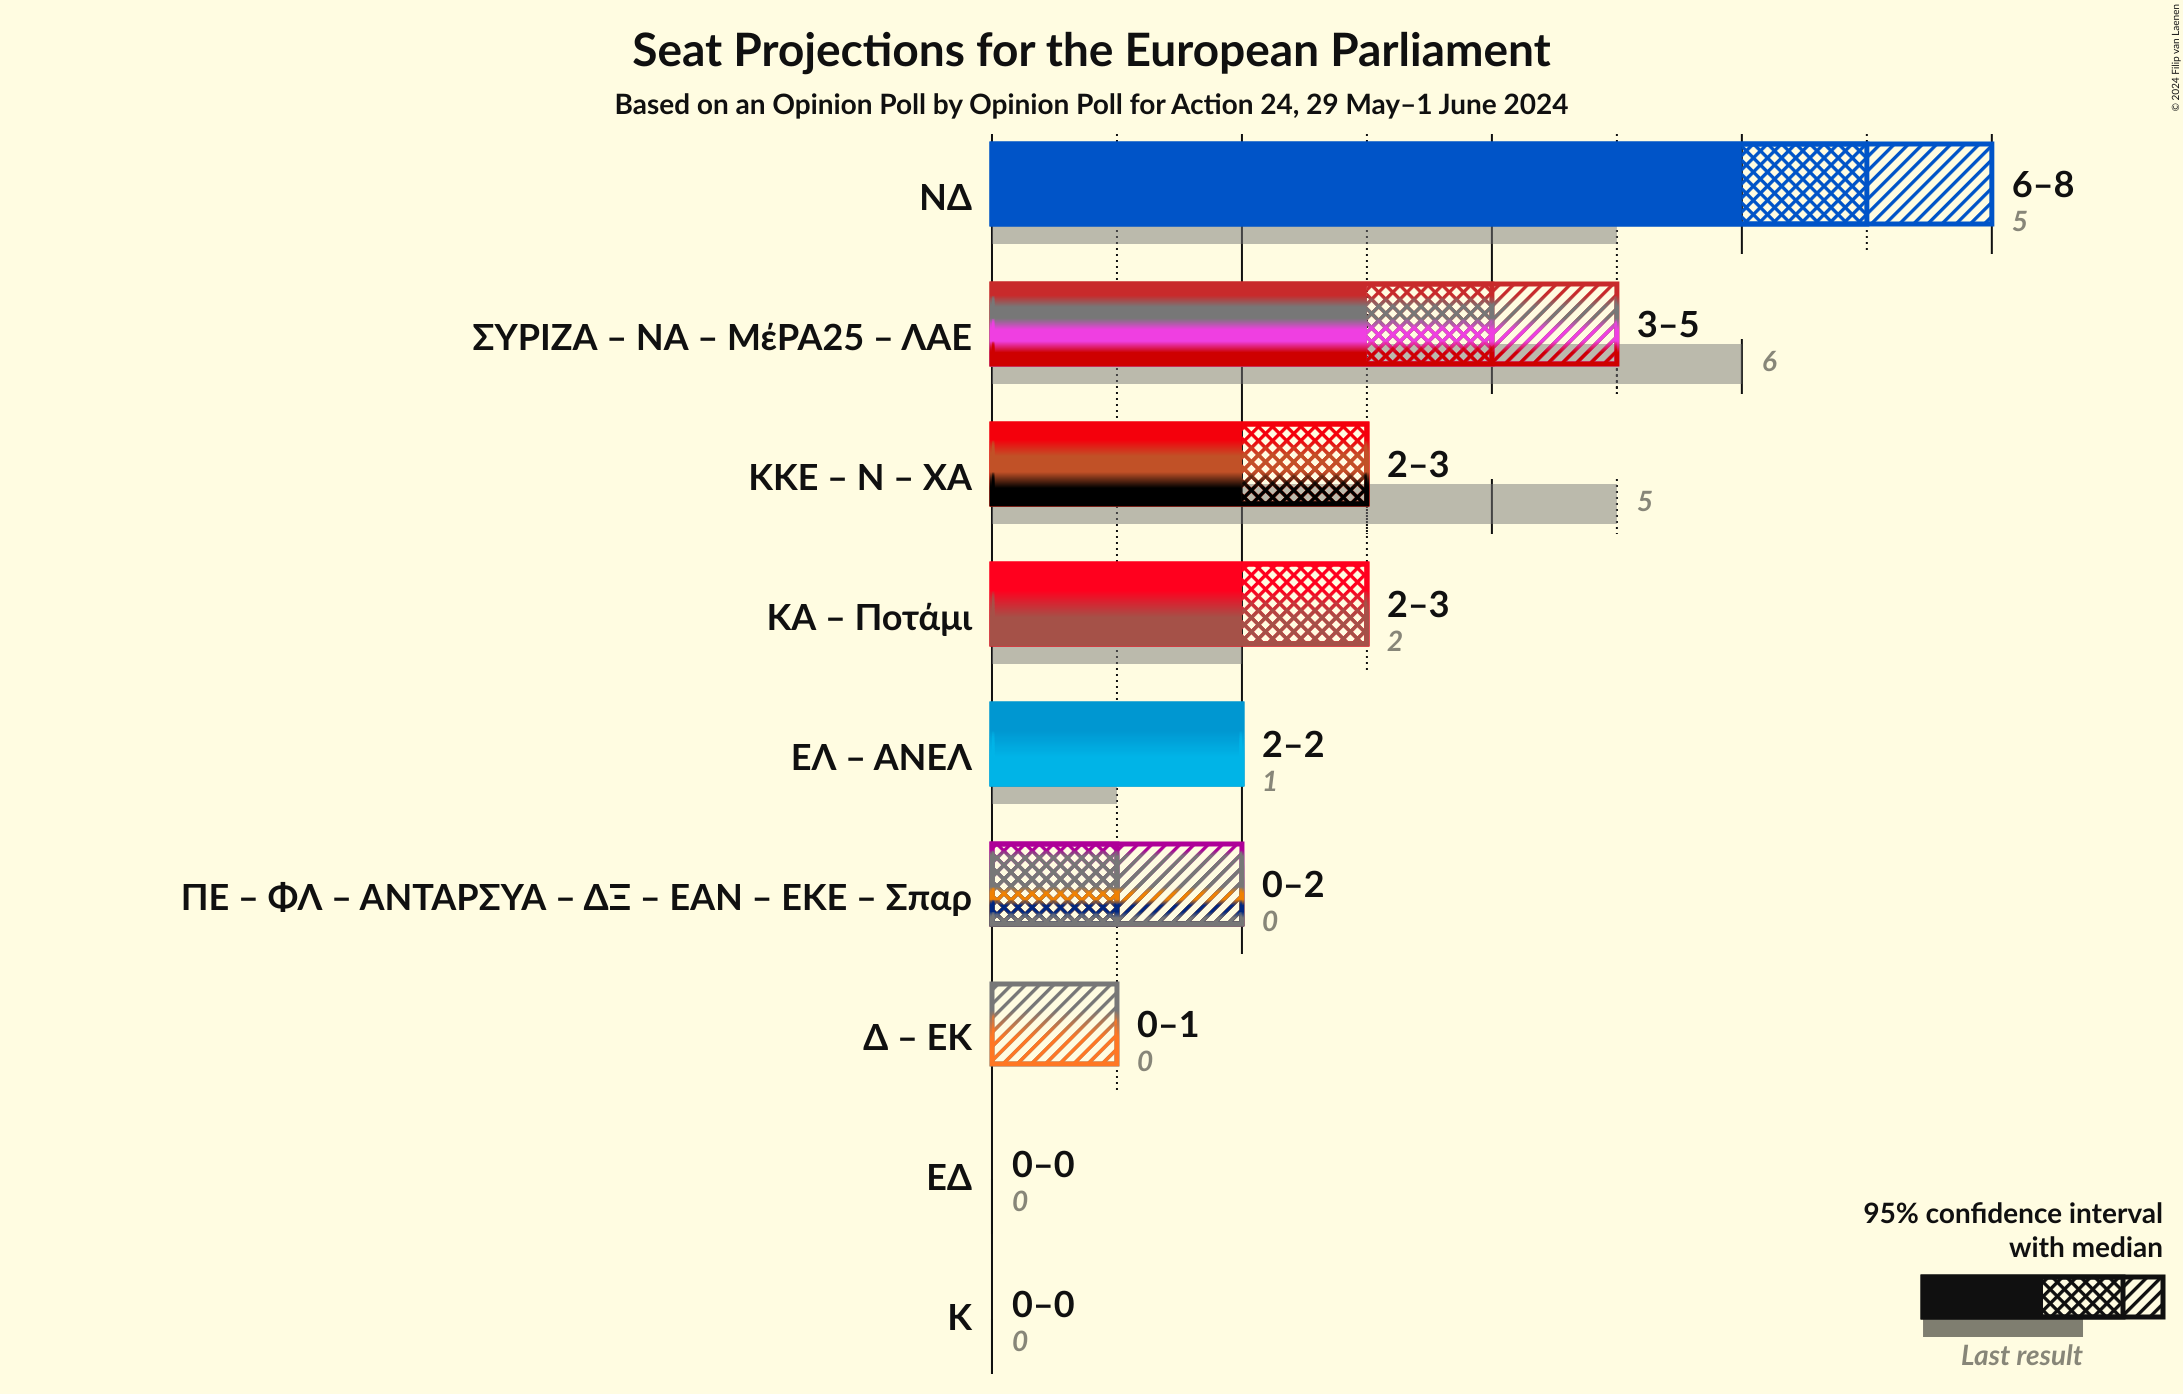 Seat Projections for the European Parliament
Based on an Opinion Poll by Opinion Poll for Action 24, 29 May–1 June 2024
© 2024 Filip van Laenen
ΝΔ
6–8
5
ΣΥΡΙΖΑ – ΝΑ – ΜέΡΑ25 – ΛΑΕ
3–5
6
ΚΚΕ – Ν – ΧΑ
2–3
5
ΚΑ – Ποτάμι
2–3
2
ΕΛ – ΑΝΕΛ
2–2
1
ΠΕ – ΦΛ – ΑΝΤΑΡΣΥΑ – ΔΞ – ΕΑΝ – ΕΚΕ – Σπαρ
0–2
0
Δ – ΕΚ
0–1
0
ΕΔ
0–0
0
Κ
0–0
0
95% confidence interval
with median
Last result